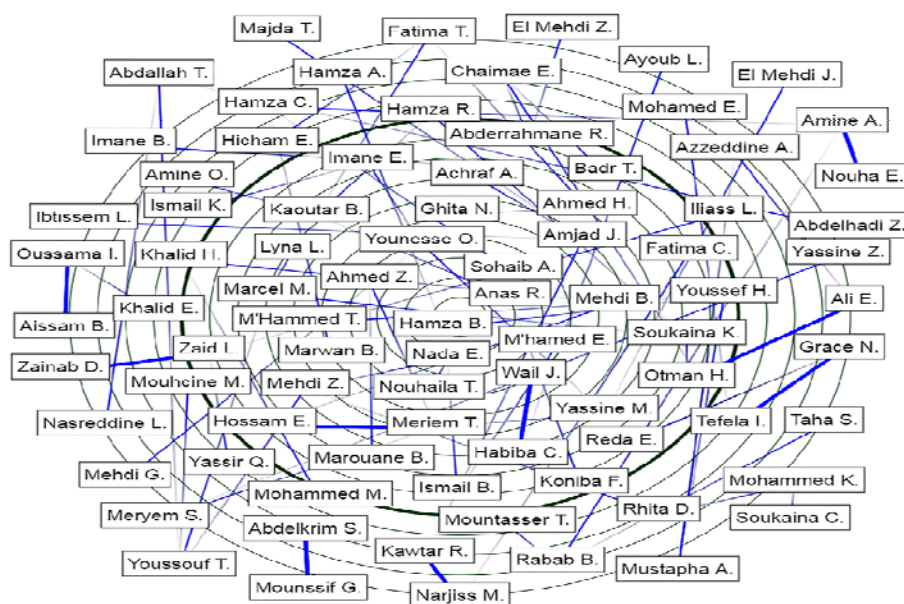 Majda T.
Fatima T.
El Mehdi Z.
Abdallah T.
Hamza A.
Chaimae E.
Ayoub L.
El Mehdi J.
Hamza C.
Hamza R.
Mohamed E.
Amine A.
Imane B.
Hicham E.
Abderrahmane R.
Azzeddine A.
Imane E.
Badr T.
Nouha E.
Amine O.
Achraf A.
Ibtissem L.
Ismail K.
Kaoutar B.
Ghita N.
Ahmed H.
Iliass L.
Abdelhadi Z.
Oussama I.
Khalid H.
Lyna L.
Younesse O.
Amjad J.
Fatima C.
Yassine Z.
Marcel M.
Ahmed Z.
Sohaib A.
Anas R.
Mehdi B.
Youssef H.
Ali E.
Khalid E.
Aissam B.
M'Hammed T.
Hamza B.
M'hamed E.
Soukaina K.
Grace N.
Zaid I.
Marwan B.
Nada E.
Zainab D.
Mouhcine M.
Mehdi Z.
Nouhaila T.
Wail J.
Otman H.
Nasreddine L.
Hossam E.
Meriem T.
Yassine M.
Reda E.
Tefela I.
Taha S.
Mehdi G.
Yassir Q.
Marouane B.
Habiba C.
Ismail B.
Koniba F.
Mohammed K.
Meryem S.
Mohammed M.
Mountasser T.
Rhita D.
Soukaina C.
Abdelkrim S.
Youssouf T.
Kawtar R.
Rabab B.
Mustapha A.
Mounssif G.
Narjiss M.